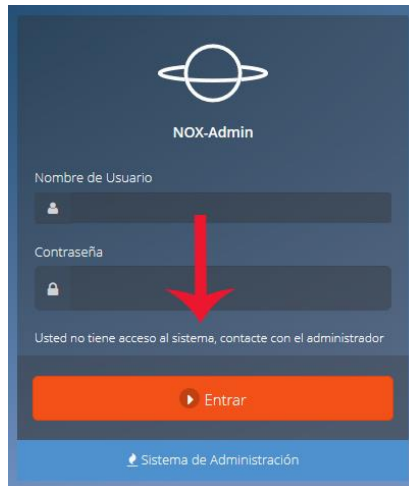 NOX-Admin
Nombre de Usuario
Contraseña
Usted no tiene acceso al sistema, contacte con el administrador
Entrar
Sistema de Administración